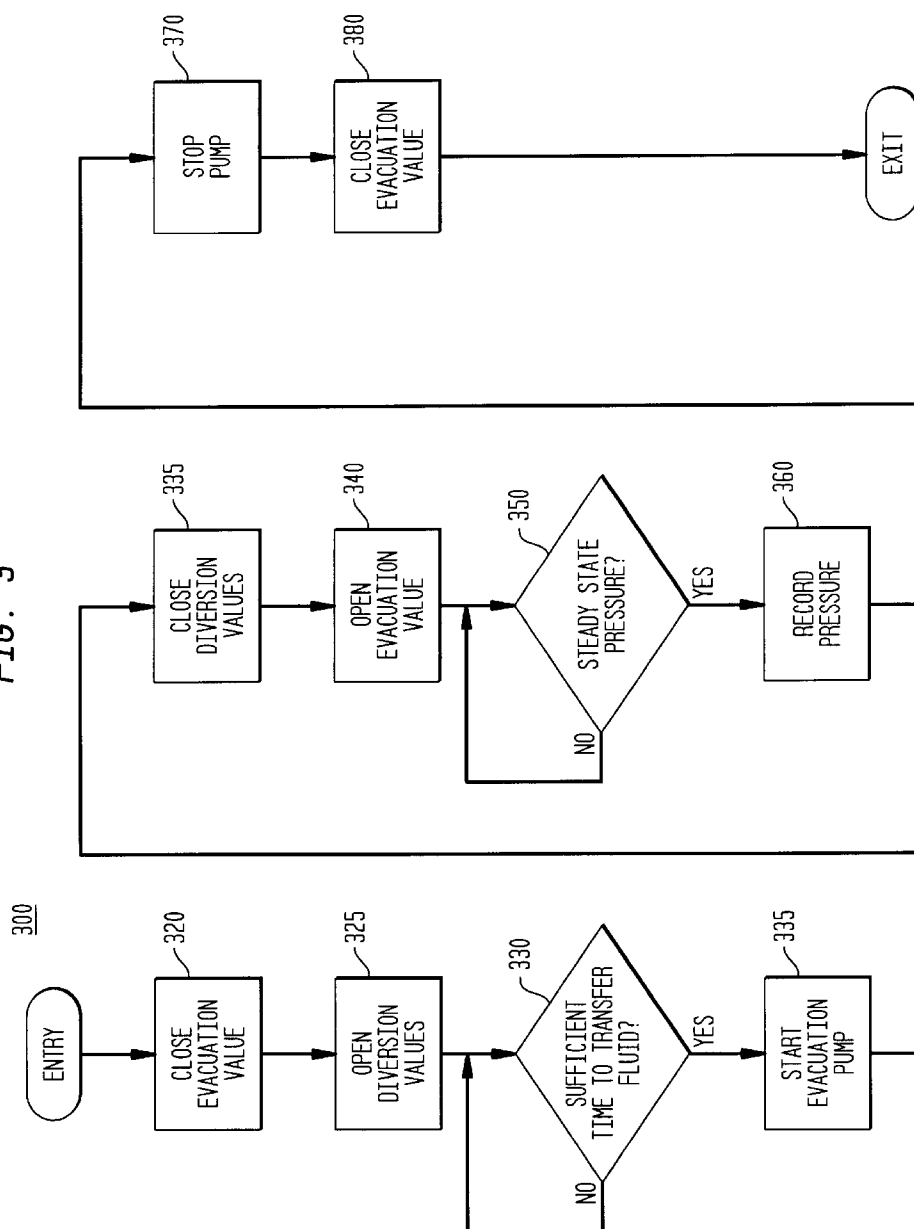 FIG. 3
300
ENTRY
320
CLOSE
EVACUATION
VALUE
325
OPEN
DIVERSION
VALUES
330
SUFFICIENT
TIME TO TRANSFER
FLUID?
NO
YES
335
START
EVACUATION
PUMP
335
CLOSE
DIVERSION
VALUES
340
OPEN
EVACUATION
VALUE
350
STEADY STATE
PRESSURE?
NO
YES
360
RECORD
PRESSURE
370
STOP
PUMP
380
CLOSE
EVACUATION
VALUE
EXIT